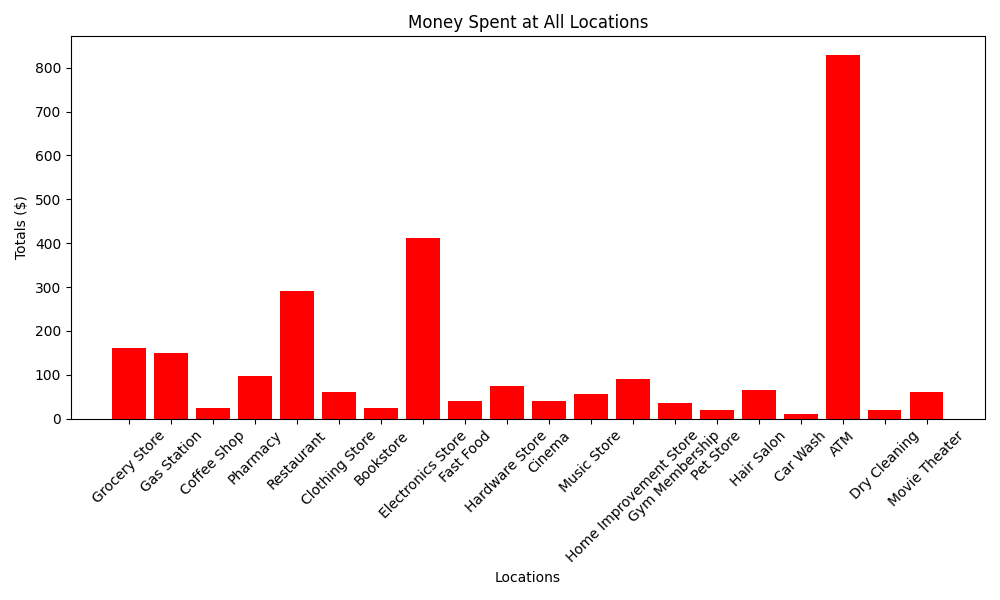 Money Spent at All Locations
Totals ($)
800
700
600
500
400
300
200
100
0
Grocery Store
Gas Station
Coffee Shop
Pharmacy
Restaurant
Clothing Store
Bookstore
Electronics Store
Fast Food
Hardware Store
Cinema
Music Store
Home Improvement Store
Gym Membership
Pet Store
Hair Salon
Car Wash
ATM
Dry Cleaning
Movie Theater
Locations